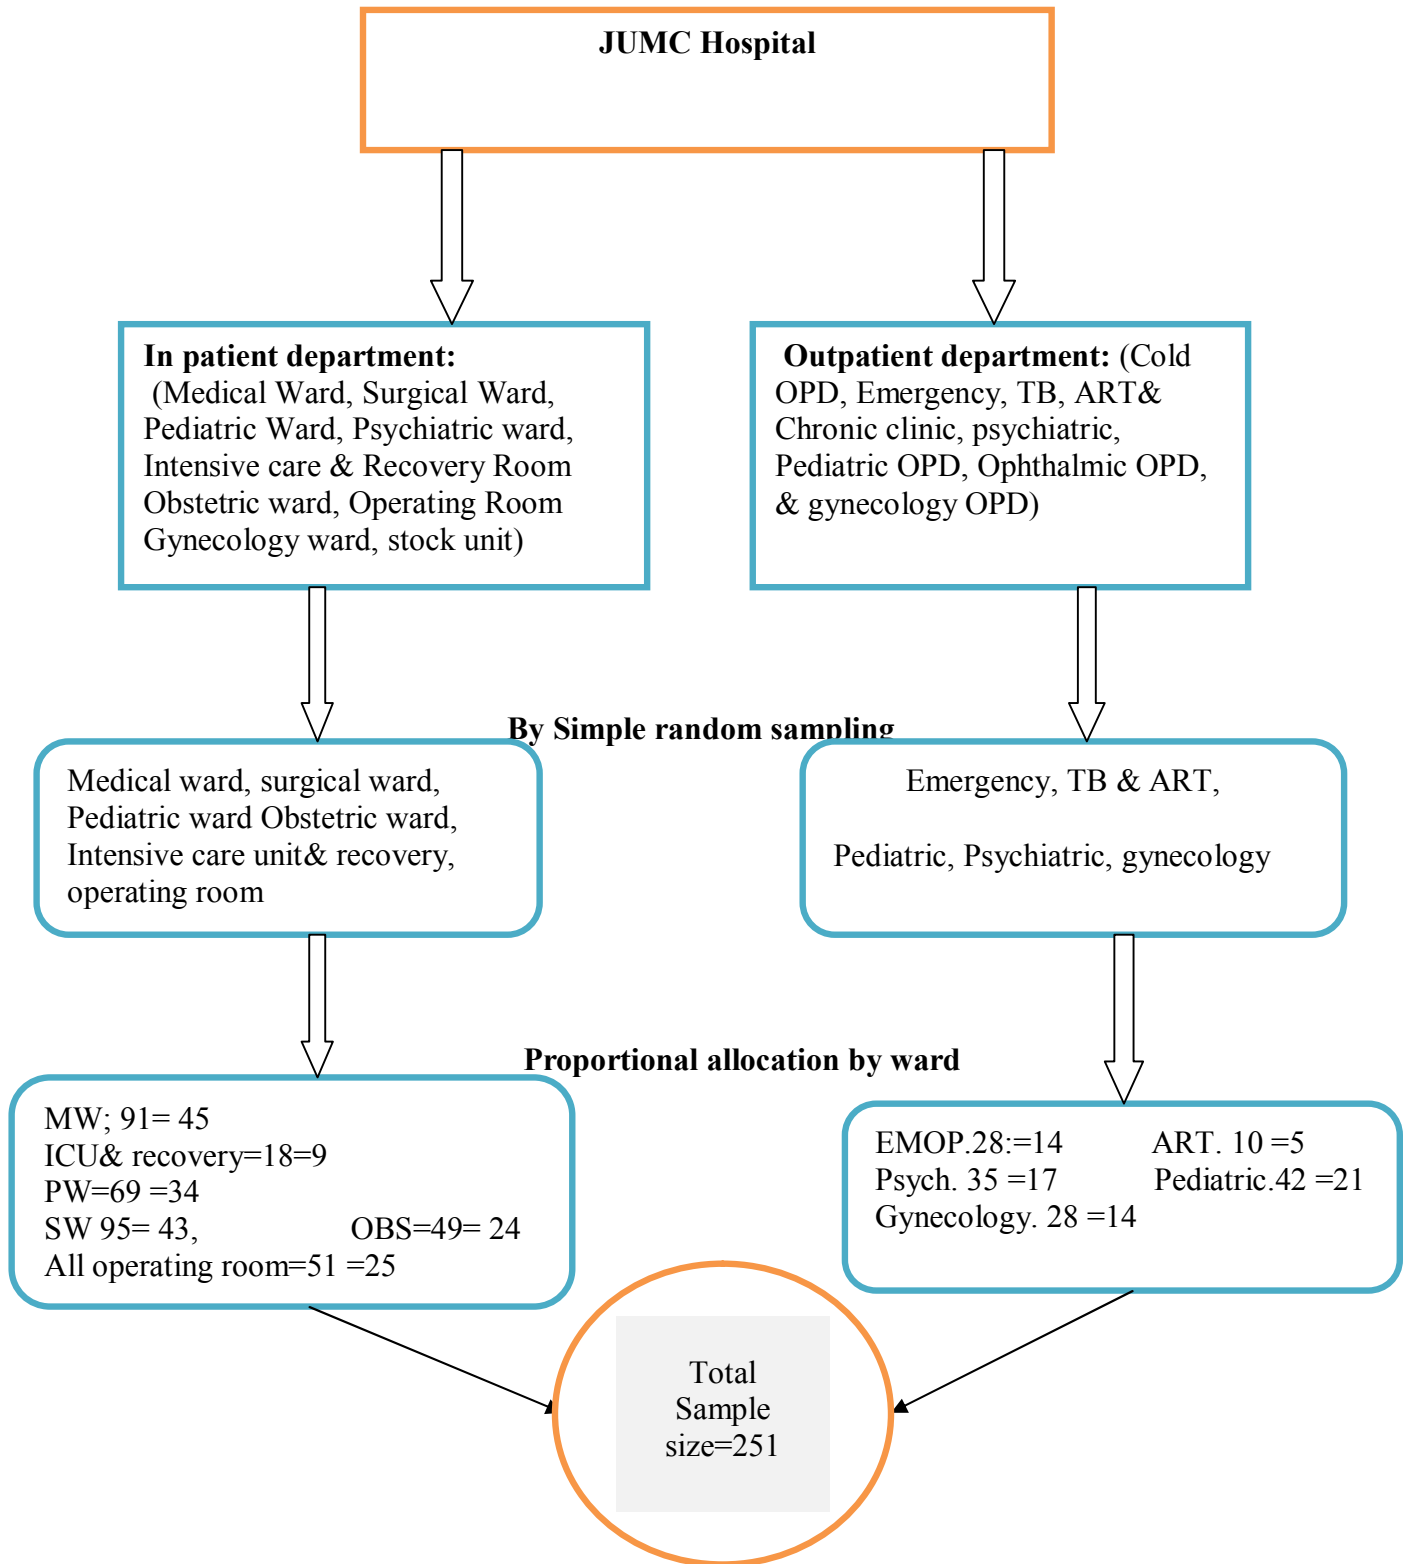 JUMC Hospital
In patient department:
(Medical Ward, Surgical Ward,
Pediatric Ward, Psychiatric ward,
Intensive care & Recovery Room
Obstetric ward, Operating Room
Gynecology ward, stock unit)
Outpatient department: (Cold
OPD, Emergency, TB, ART&
Chronic clinic, psychiatric,
Pediatric OPD, Ophthalmic OPD,
& gynecology OPD)
By Simple random sampling
Medical ward, surgical ward,
Pediatric ward Obstetric ward,
Intensive care unit& recovery,
operating room
Emergency, TB & ART,
Pediatric, Psychiatric, gynecology
Proportional allocation by ward
MW; 91= 45
ICU& recovery=18=9
PW=69 =34
SW 95= 43, OBS=49= 24
All operating room=51 =25
EMOP.28:=14 ART. 10 =5
Psych. 35 =17 Pediatric.42 =21
Gynecology. 28 =14
Total
Sample
size=251